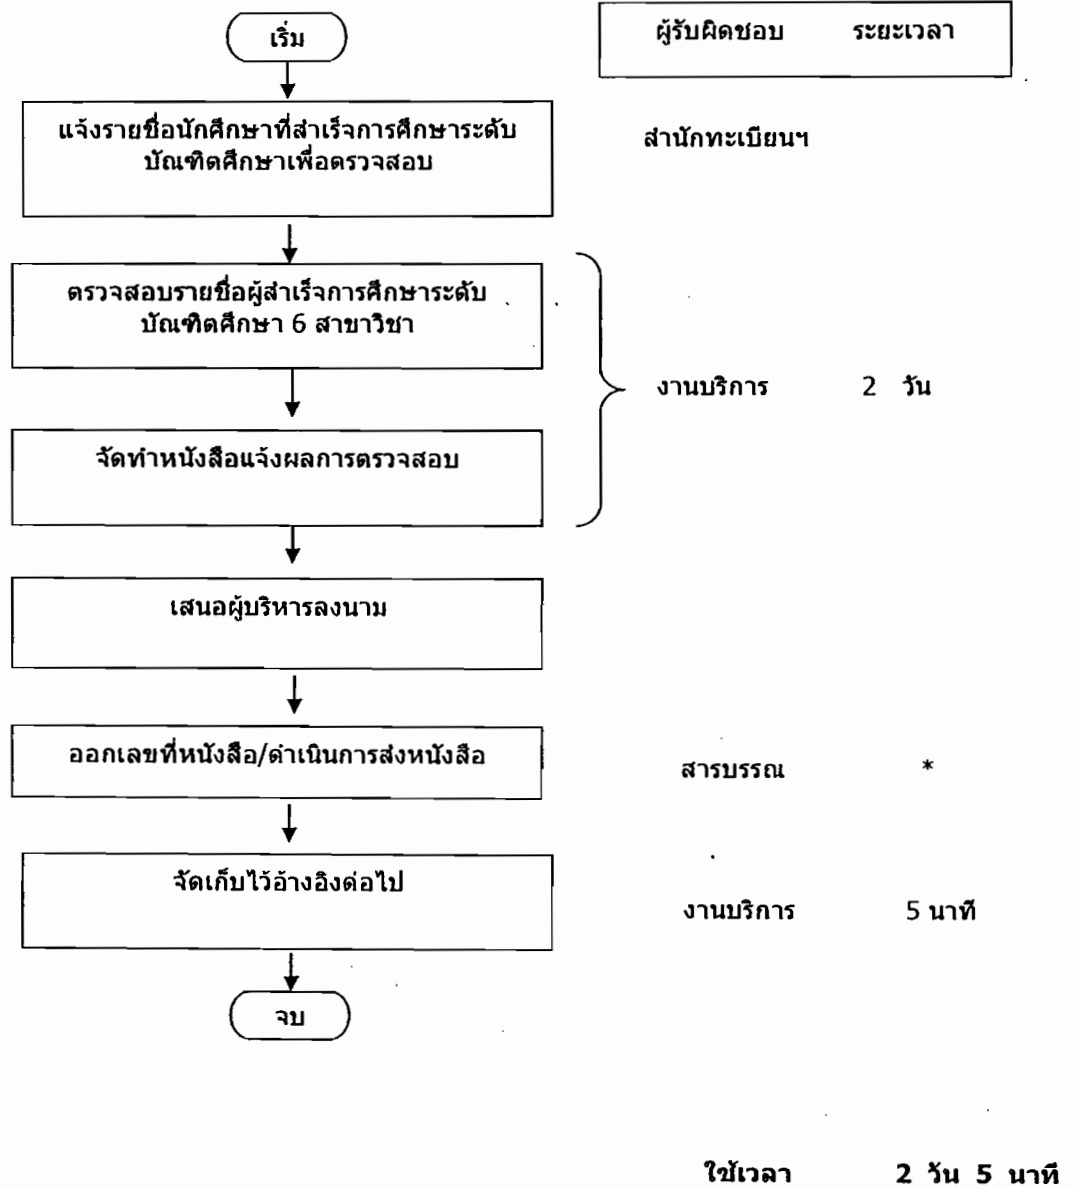 เริ่ม
ผู้รับผิดชอบ ระยะเวลา
แจ้งรายชื่อนักศึกษาที่สำเร็จการศึกษาระดับ
บัณฑิตศึกษาเพื่อตรวจสอบ
สำนักทะเบียนฯ
ตรวจสอบรายชื่อผู้สำเร็จการศึกษาระดับ
บัณฑิตศึกษา 6 สาขาวิชา
งานบริการ 2 วัน
จัดทำหนังสือแจ้งผลการตรวจสอบ
เสนอผู้บริหารลงนาม
ออกเลขที่หนังสือ/ดำเนินการส่งหนังสือ
สารบรรณ *
จัดเก็บไว้อ้างอิงต่อไป
งานบริการ 5 นาที
จบ
ใช้เวลา 2 วัน 5 นาที